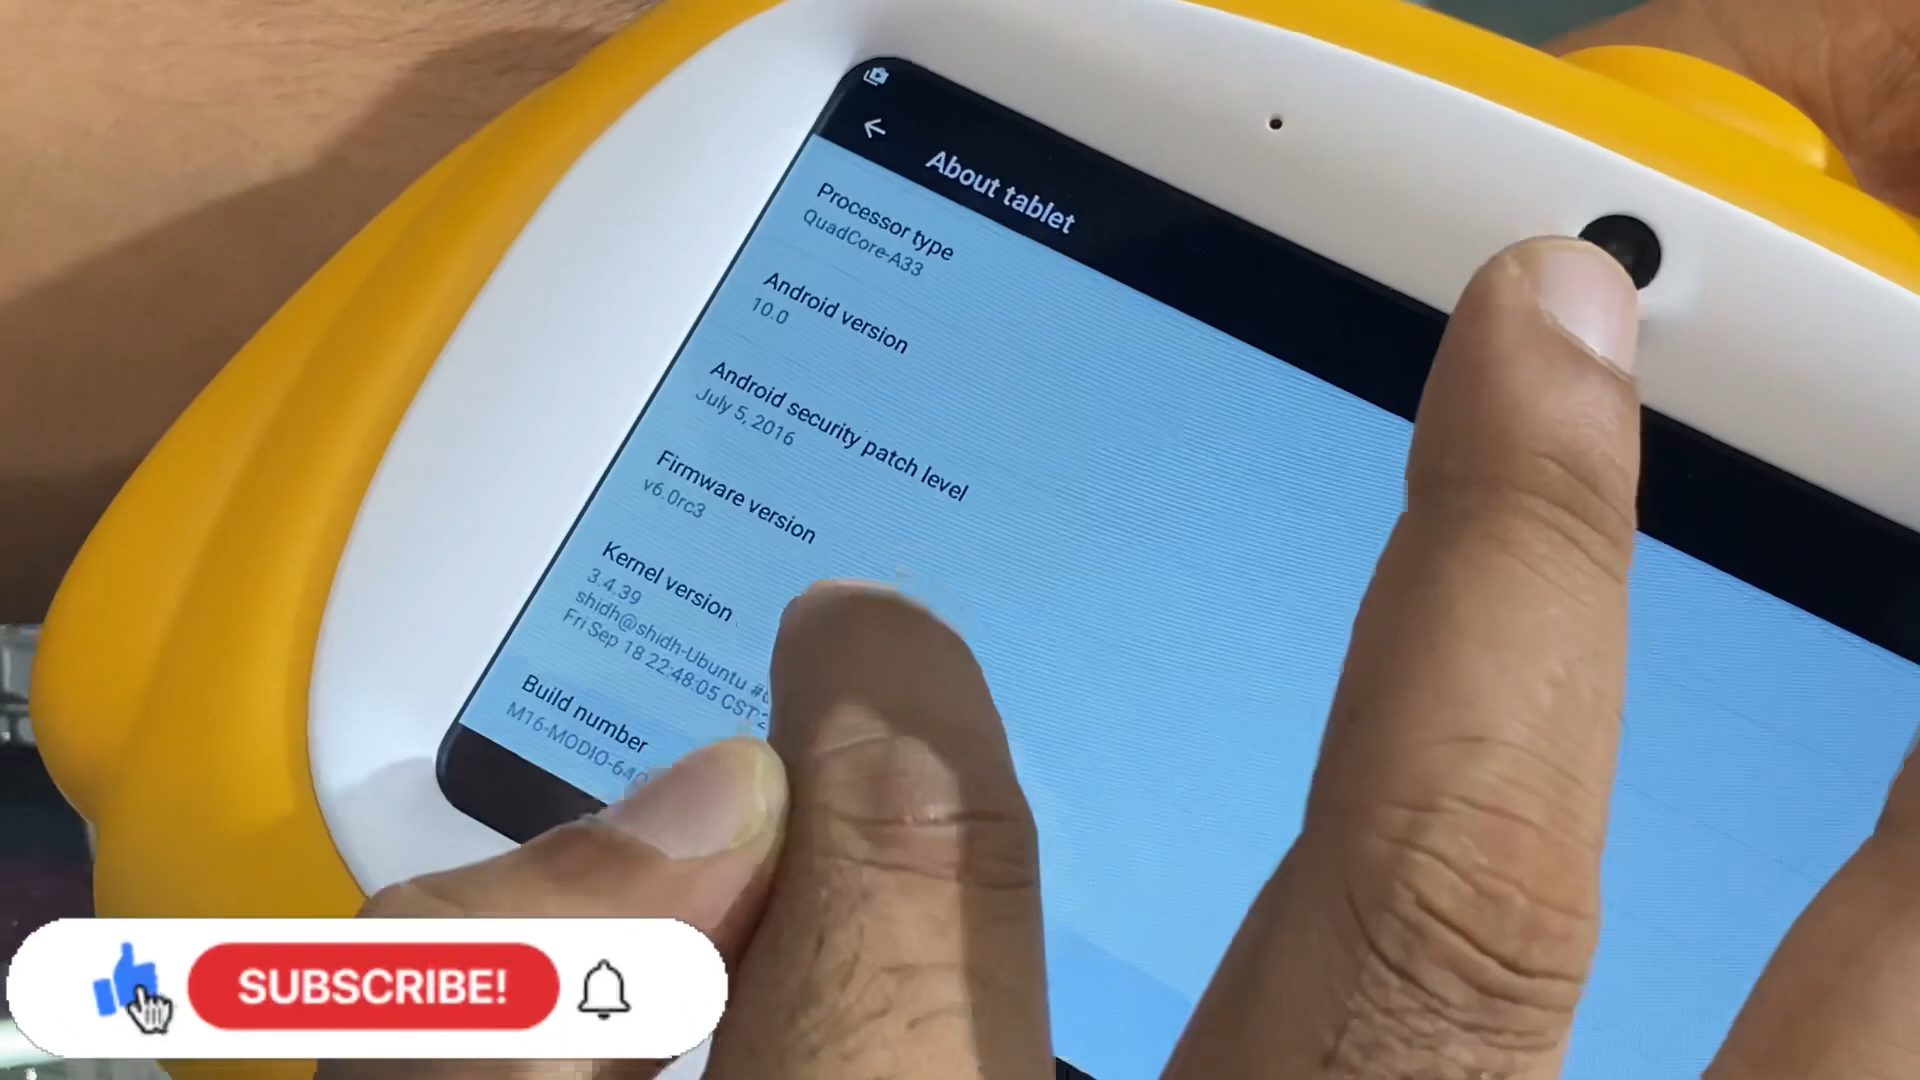 About tablet
Processor type
QuadCore-A33
Android version
10.0
Android security patch level
July 5, 2016
Firmware version
v6.0rc3
Kernel version
3.4.39
shidh@shidh-Ubuntu
Fri Sep 18 22:48:05 CST
Build number
M16-MODIO-640
SUBSCRIBE!